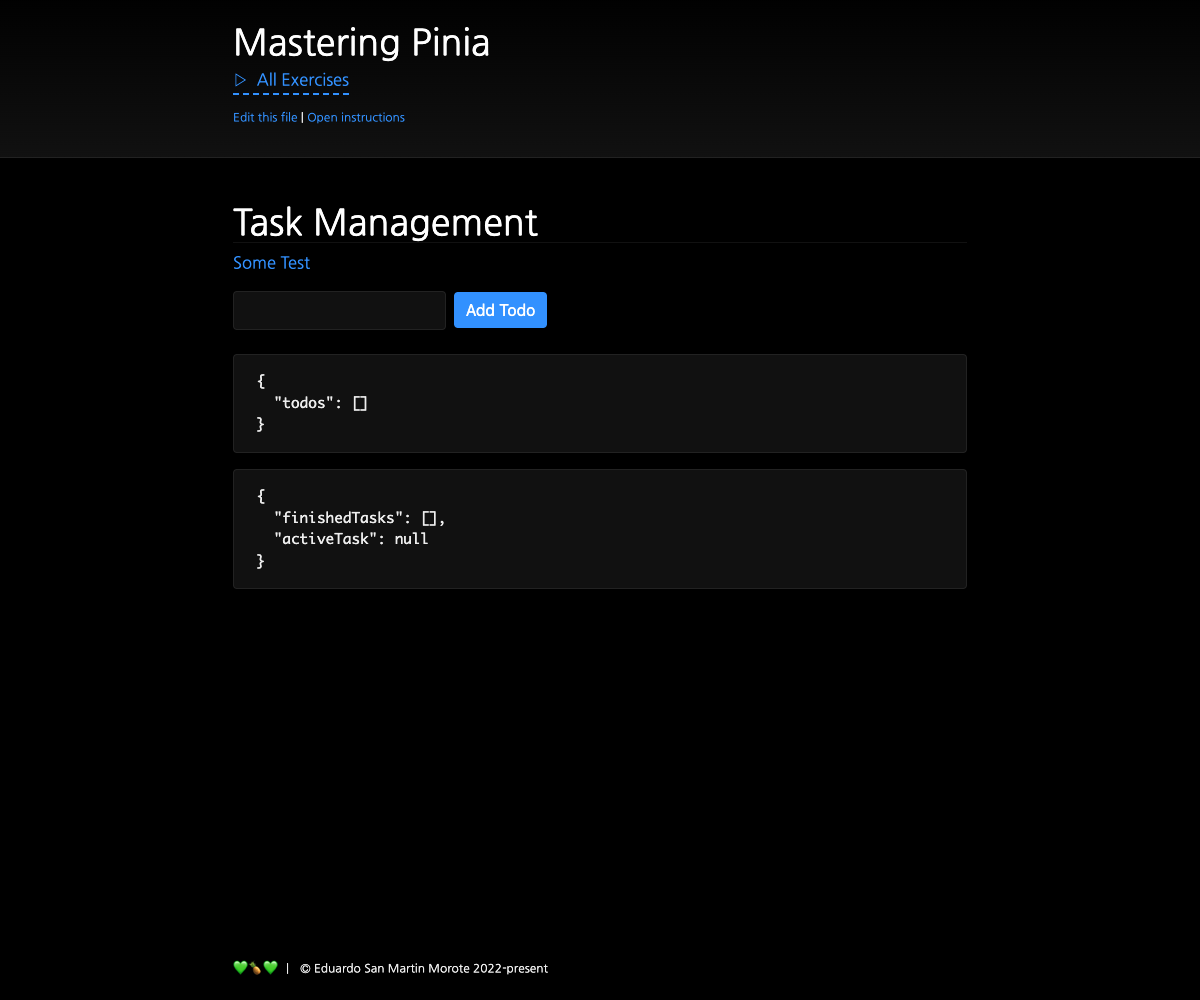 Mastering Pinia
▷ All Exercises
Edit this file | Open instructions
Task Management
Some Test
Add Todo
{
  "todos": []
}
{
  "finishedTasks": [],
  "activeTask": null
}
💚🍍💚 | © Eduardo San Martin Morote 2022-present